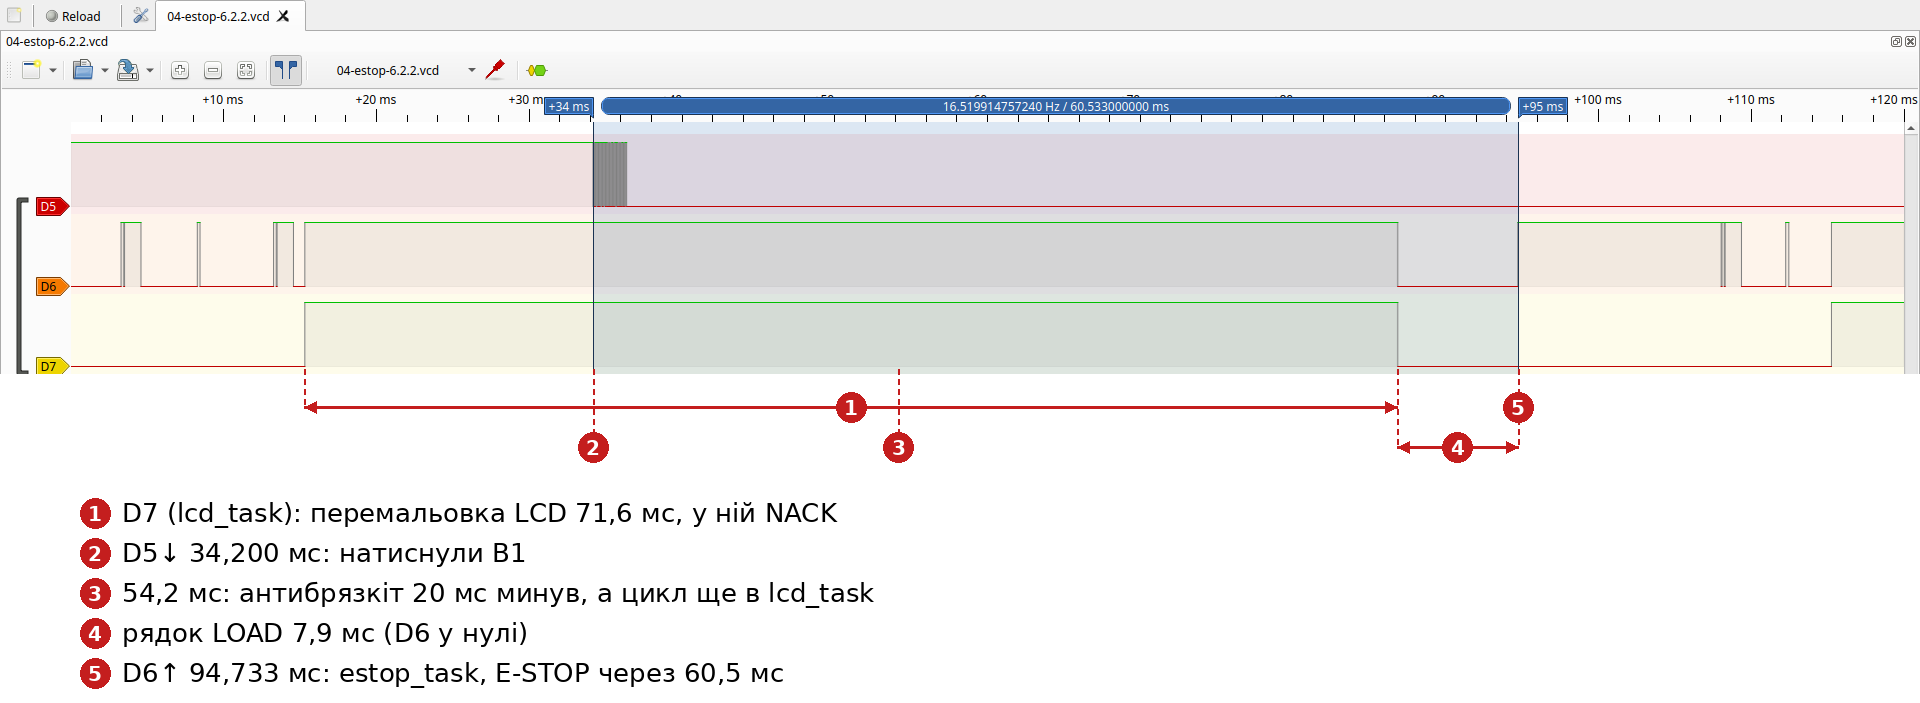 Reload
04-estop-6.2.2.vcd
04-estop-6.2.2.vcd
04-estop-6.2.2.vcd
+10 ms +20 ms +30 m +34 ms 16.519914757240 Hz / 60.533000000 ms +95 ms +100 ms +110 ms +120 ms
D5
D6
D7
1 5
2 3 4
1 D7 (lcd_task): перемальовка LCD 71,6 мс, у ній NACK
2 D5↓ 34,200 мс: натиснули B1
3 54,2 мс: антибрязкіт 20 мс минув, а цикл ще в lcd_task
4 рядок LOAD 7,9 мс (D6 у нулі)
5 D6↑ 94,733 мс: estop_task, E-STOP через 60,5 мс